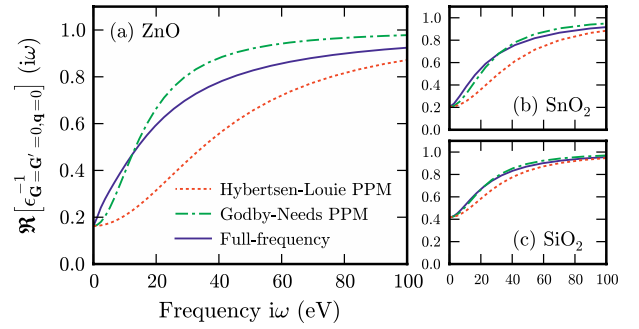 (a) ZnO
1.0
0.8
0.6
0.4
0.2
0.0
ℜ[ϵ⁻¹_{G=G′=0,q=0}] (iω)
Hybertsen-Louie PPM
Godby-Needs PPM
Full-frequency
0 20 40 60 80 100
Frequency iω (eV)
1.0
0.8
0.6
0.4
0.2
0.0
(b) SnO₂
1.0
0.8
0.6
0.4
0.2
0.0
(c) SiO₂
0 20 40 60 80 100